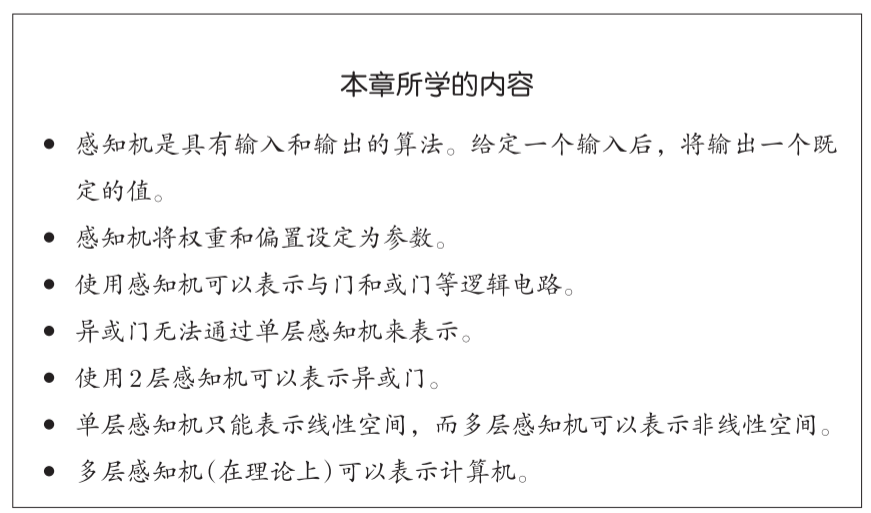 本章所学的内容
● 感知机是具有输入和输出的算法。给定一个输入后，将输出一个既
定的值。
● 感知机将权重和偏置设定为参数。
● 使用感知机可以表示与门和或门等逻辑电路。
● 异或门无法通过单层感知机来表示。
● 使用2层感知机可以表示异或门。
● 单层感知机只能表示线性空间，而多层感知机可以表示非线性空间。
● 多层感知机(在理论上)可以表示计算机。